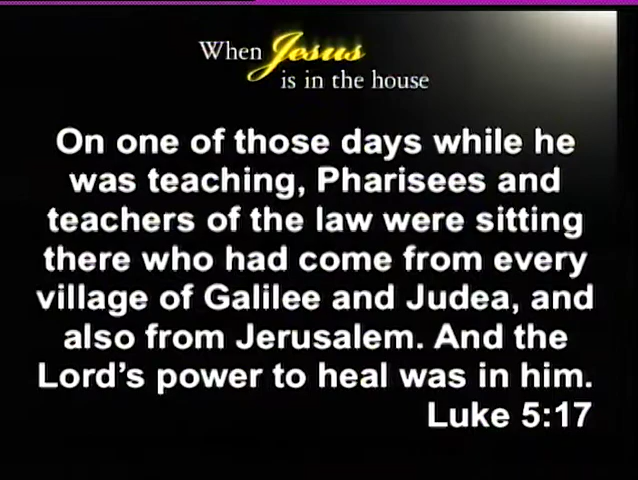 When Jesus
is in the house
On one of those days while he
was teaching, Pharisees and
teachers of the law were sitting
there who had come from every
village of Galilee and Judea, and
also from Jerusalem. And the
Lord’s power to heal was in him.
Luke 5:17